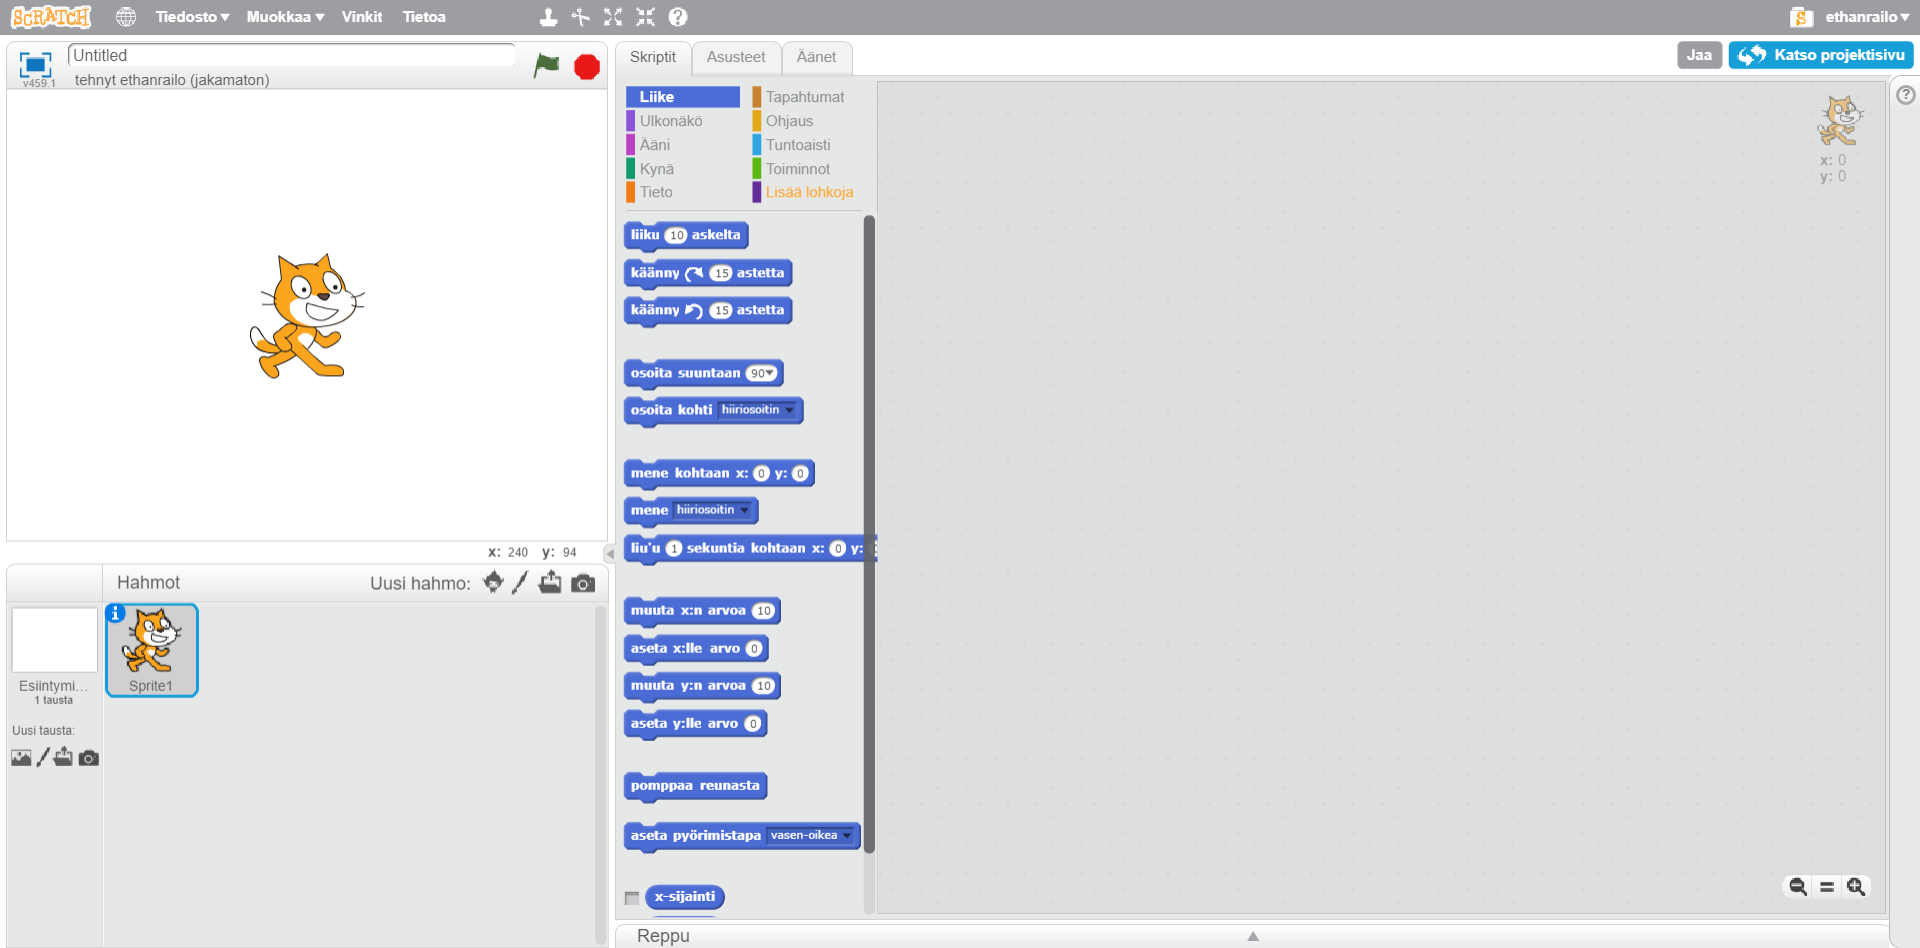 SCRATCH Tiedosto Muokkaa Vinkit Tietoa ethanrailo
v459.1
Untitled
tehnyt ethanrailo (jakamaton)
x: 240 y: 94
Hahmot Uusi hahmo:
Sprite1
Esiintymi...
1 tausta
Uusi tausta:
Skriptit Asusteet Äänet Jaa Katso projektisivu
Liike Tapahtumat
Ulkonäkö Ohjaus
Ääni Tuntoaisti
Kynä Toiminnot
Tieto Lisää lohkoja
liiku 10 askelta
käänny 15 astetta
käänny 15 astetta
osoita suuntaan 90
osoita kohti hiiriosoitin
mene kohtaan x: 0 y: 0
mene hiiriosoitin
liu'u 1 sekuntia kohtaan x: 0 y:
muuta x:n arvoa 10
aseta x:lle arvo 0
muuta y:n arvoa 10
aseta y:lle arvo 0
pomppaa reunasta
aseta pyörimistapa vasen-oikea
x-sijainti
x: 0
y: 0
Reppu